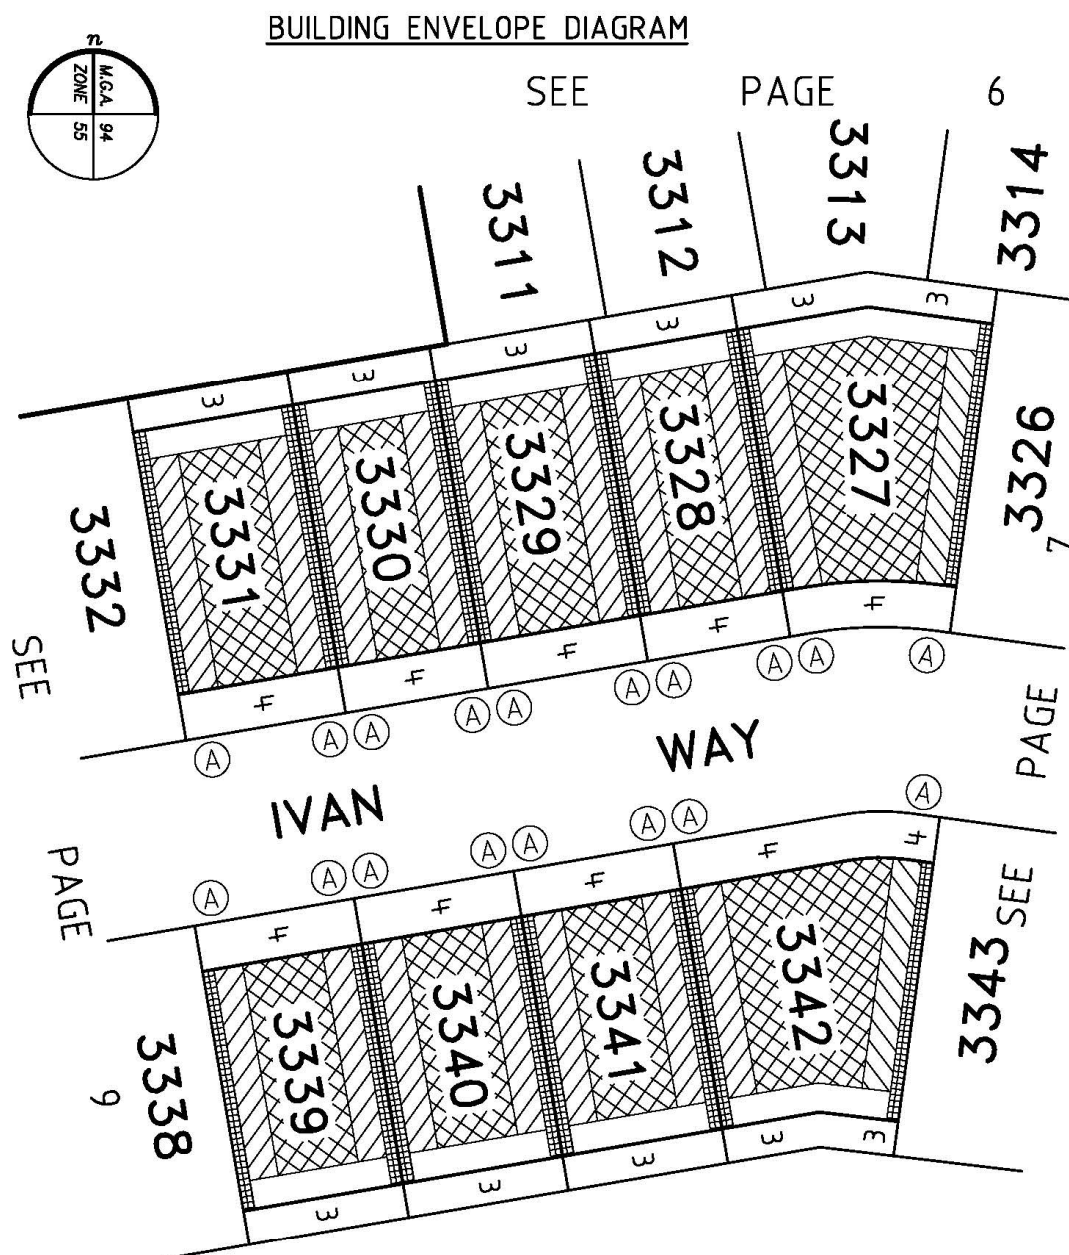 BUILDING ENVELOPE DIAGRAM
n
M.G.A. 94
ZONE 55
SEE PAGE 6
3311
3312
3313
3314
3 3 3 3 3 3
3332
3331
3330
3329
3328
3327
3326
SEE PAGE 7
4 4 4 4 4
A A A A A A A A A
IVAN WAY
A A A A A A A A
4 4 4 4 4
SEE PAGE 9
3338
3339
3340
3341
3342
3343
3 3 3 3 3